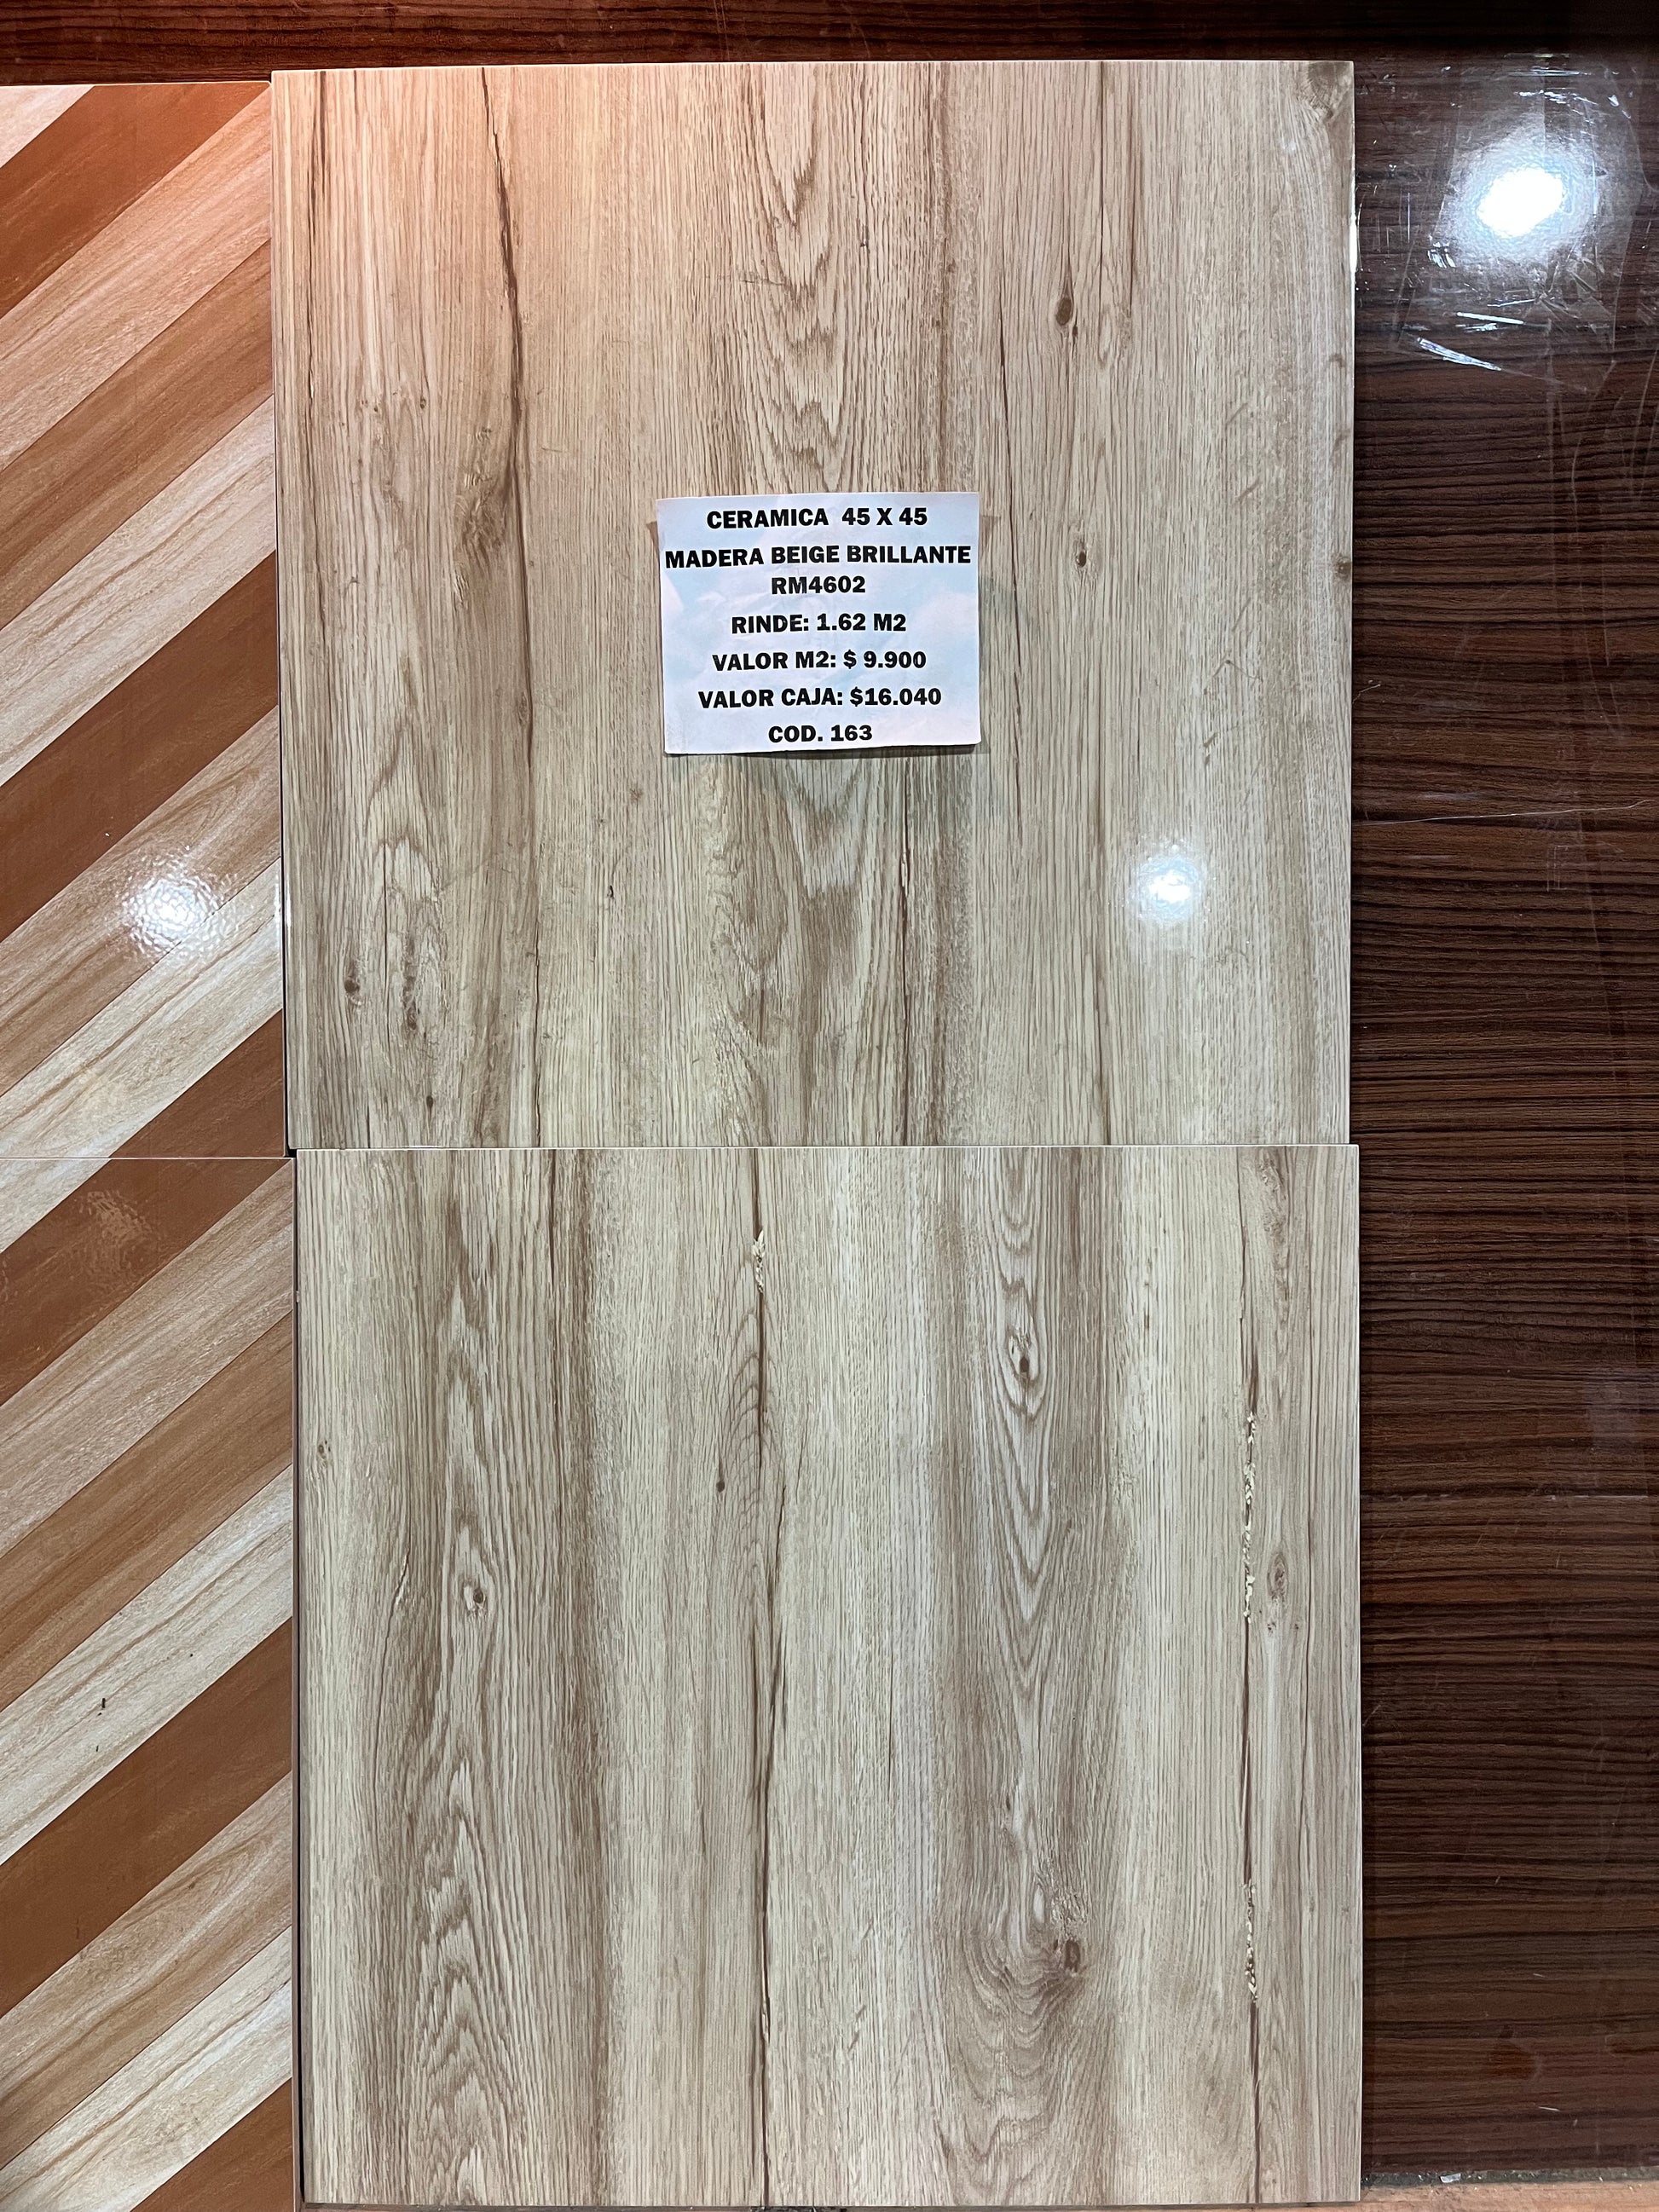 CERAMICA 45 X 45
MADERA BEIGE BRILLANTE
RM4602
RINDE: 1.62 M2
VALOR M2: $ 9.900
VALOR CAJA: $16.040
COD. 163